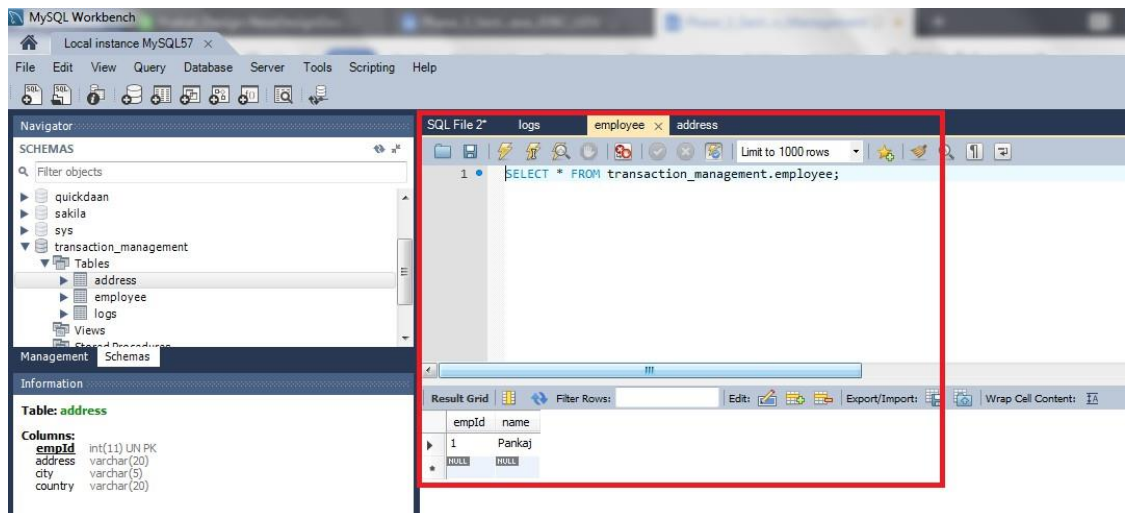 MySQL Workbench
Local instance MySQL57 ×
File Edit View Query Database Server Tools Scripting Help
Navigator
SCHEMAS
Filter objects
quickdaan
sakila
sys
transaction_management
Tables
address
employee
logs
Views
Stored Procedures
Management Schemas
Information
Table: address
Columns:
empId int(11) UN PK
address varchar(20)
city varchar(5)
country varchar(20)
SQL File 2* logs employee × address
Limit to 1000 rows
1 SELECT * FROM transaction_management.employee;
Result Grid Filter Rows: Edit: Export/Import: Wrap Cell Content:
empId name
1 Pankaj
NULL NULL